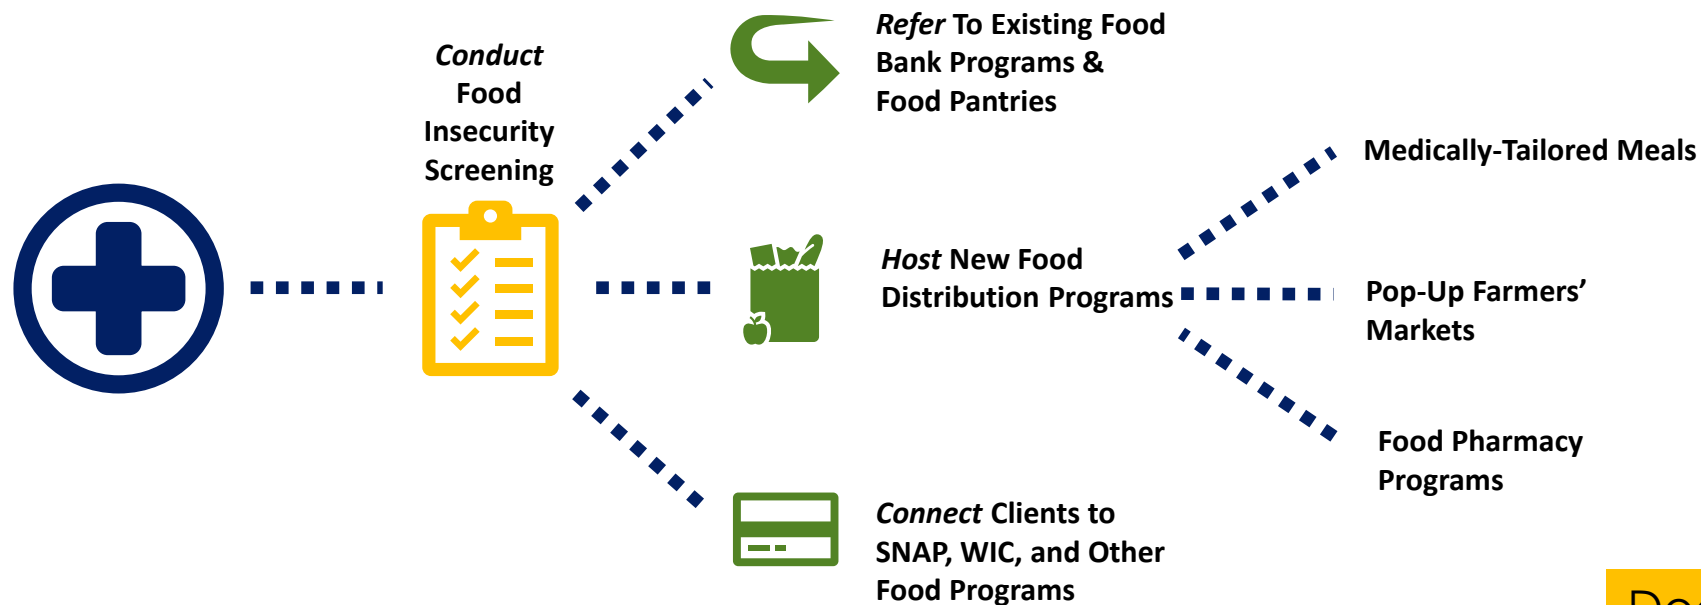 Conduct
Food
Insecurity
Screening
Refer To Existing Food
Bank Programs &
Food Pantries
Host New Food
Distribution Programs
Connect Clients to
SNAP, WIC, and Other
Food Programs
Medically-Tailored Meals
Pop-Up Farmers’
Markets
Food Pharmacy
Programs